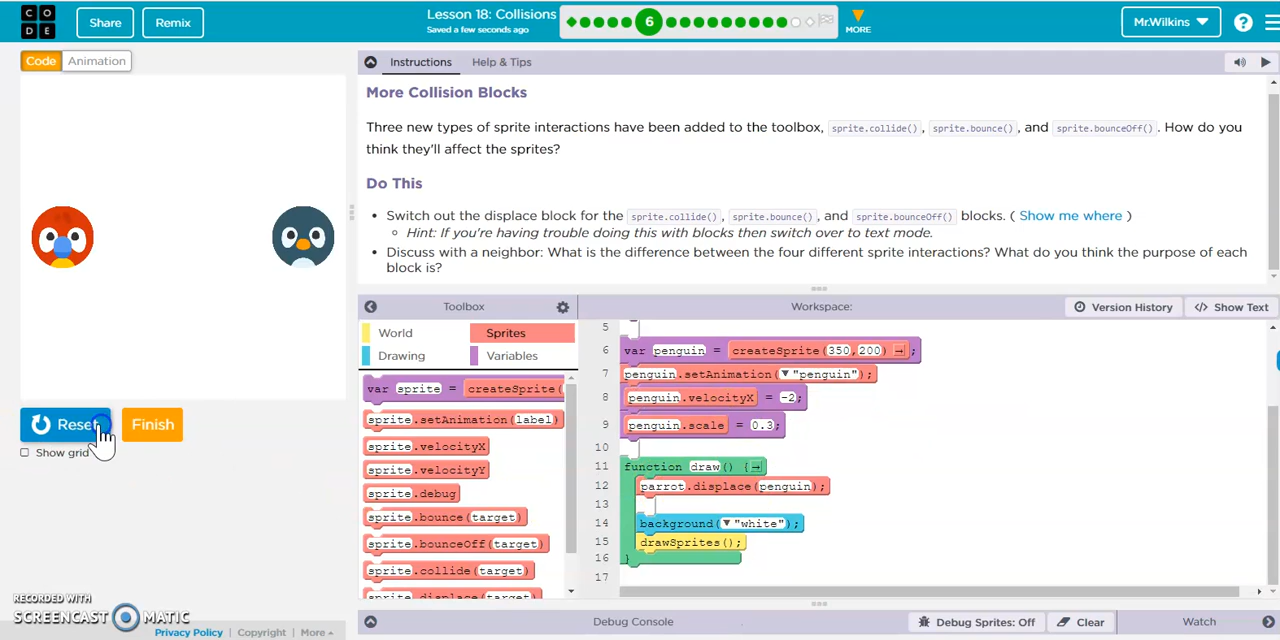 C O
D E
Share
Remix
Lesson 18: Collisions
Saved a few seconds ago
6
MORE
Mr.Wilkins
?
Code
Animation
Instructions
Help & Tips
More Collision Blocks
Three new types of sprite interactions have been added to the toolbox, sprite.collide(), sprite.bounce(), and sprite.bounceOff(). How do you
think they'll affect the sprites?
Do This
• Switch out the displace block for the sprite.collide(), sprite.bounce(), and sprite.bounceOff() blocks. ( Show me where )
Hint: If you're having trouble doing this with blocks then switch over to text mode.
• Discuss with a neighbor: What is the difference between the four different sprite interactions? What do you think the purpose of each
block is?
Reset
Finish
Show grid
Toolbox
World
Sprites
Drawing
Variables
var sprite = createSprite(
sprite.setAnimation(label)
sprite.velocityX
sprite.velocityY
sprite.debug
sprite.bounce(target)
sprite.bounceOff(target)
sprite.collide(target)
sprite.displace(target)
Workspace:
Version History
</> Show Text
5
6 var penguin = createSprite(350,200);
7 penguin.setAnimation("penguin");
8 penguin.velocityX = -2;
9 penguin.scale = 0.3;
10
11 function draw() {
12 parrot.displace(penguin);
13
14 background("white");
15 drawSprites();
16 }
17
Debug Console
Debug Sprites: Off
Clear
Watch
RECORDED WITH
SCREENCAST MATIC
Privacy Policy | Copyright | More